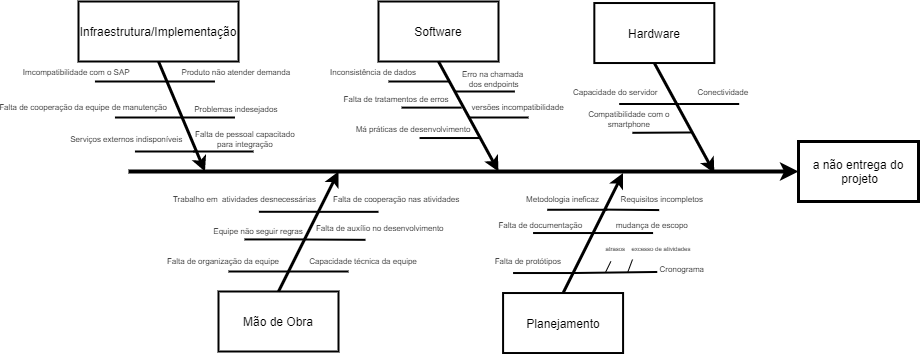 Infraestrutura/Implementação
Software
Hardware
Imcompatibilidade com o SAP
Produto não atender demanda
Falta de cooperação da equipe de manutenção
Problemas indesejados
Serviços externos indisponíveis
Falta de pessoal capacitado
para integração
Inconsistência de dados
Erro na chamada
dos endpoints
Falta de tratamentos de erros
versões incompatibilidade
Má práticas de desenvolvimento
Capacidade do servidor
Conectividade
Compatibilidade com o
smartphone
a não entrega do
projeto
Trabalho em atividades desnecessárias
Falta de cooperação nas atividades
Equipe não seguir regras
Falta de auxílio no desenvolvimento
Falta de organização da equipe
Capacidade técnica da equipe
Metodologia ineficaz
Requisitos incompletos
Falta de documentação
mudança de escopo
atrasos
excesso de atividades
Falta de protótipos
Cronograma
Mão de Obra
Planejamento